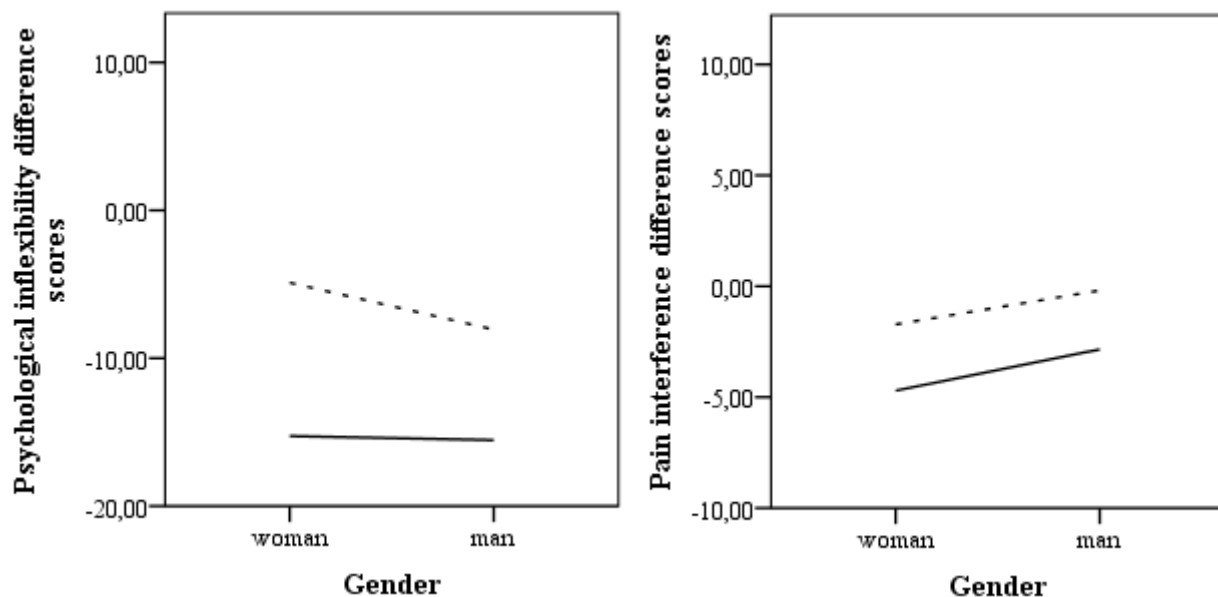 Psychological inflexibility difference
scores
10,00
0,00
-10,00
-20,00
woman man
Gender
Pain interference difference scores
10,00
5,00
0,00
-5,00
-10,00
woman man
Gender